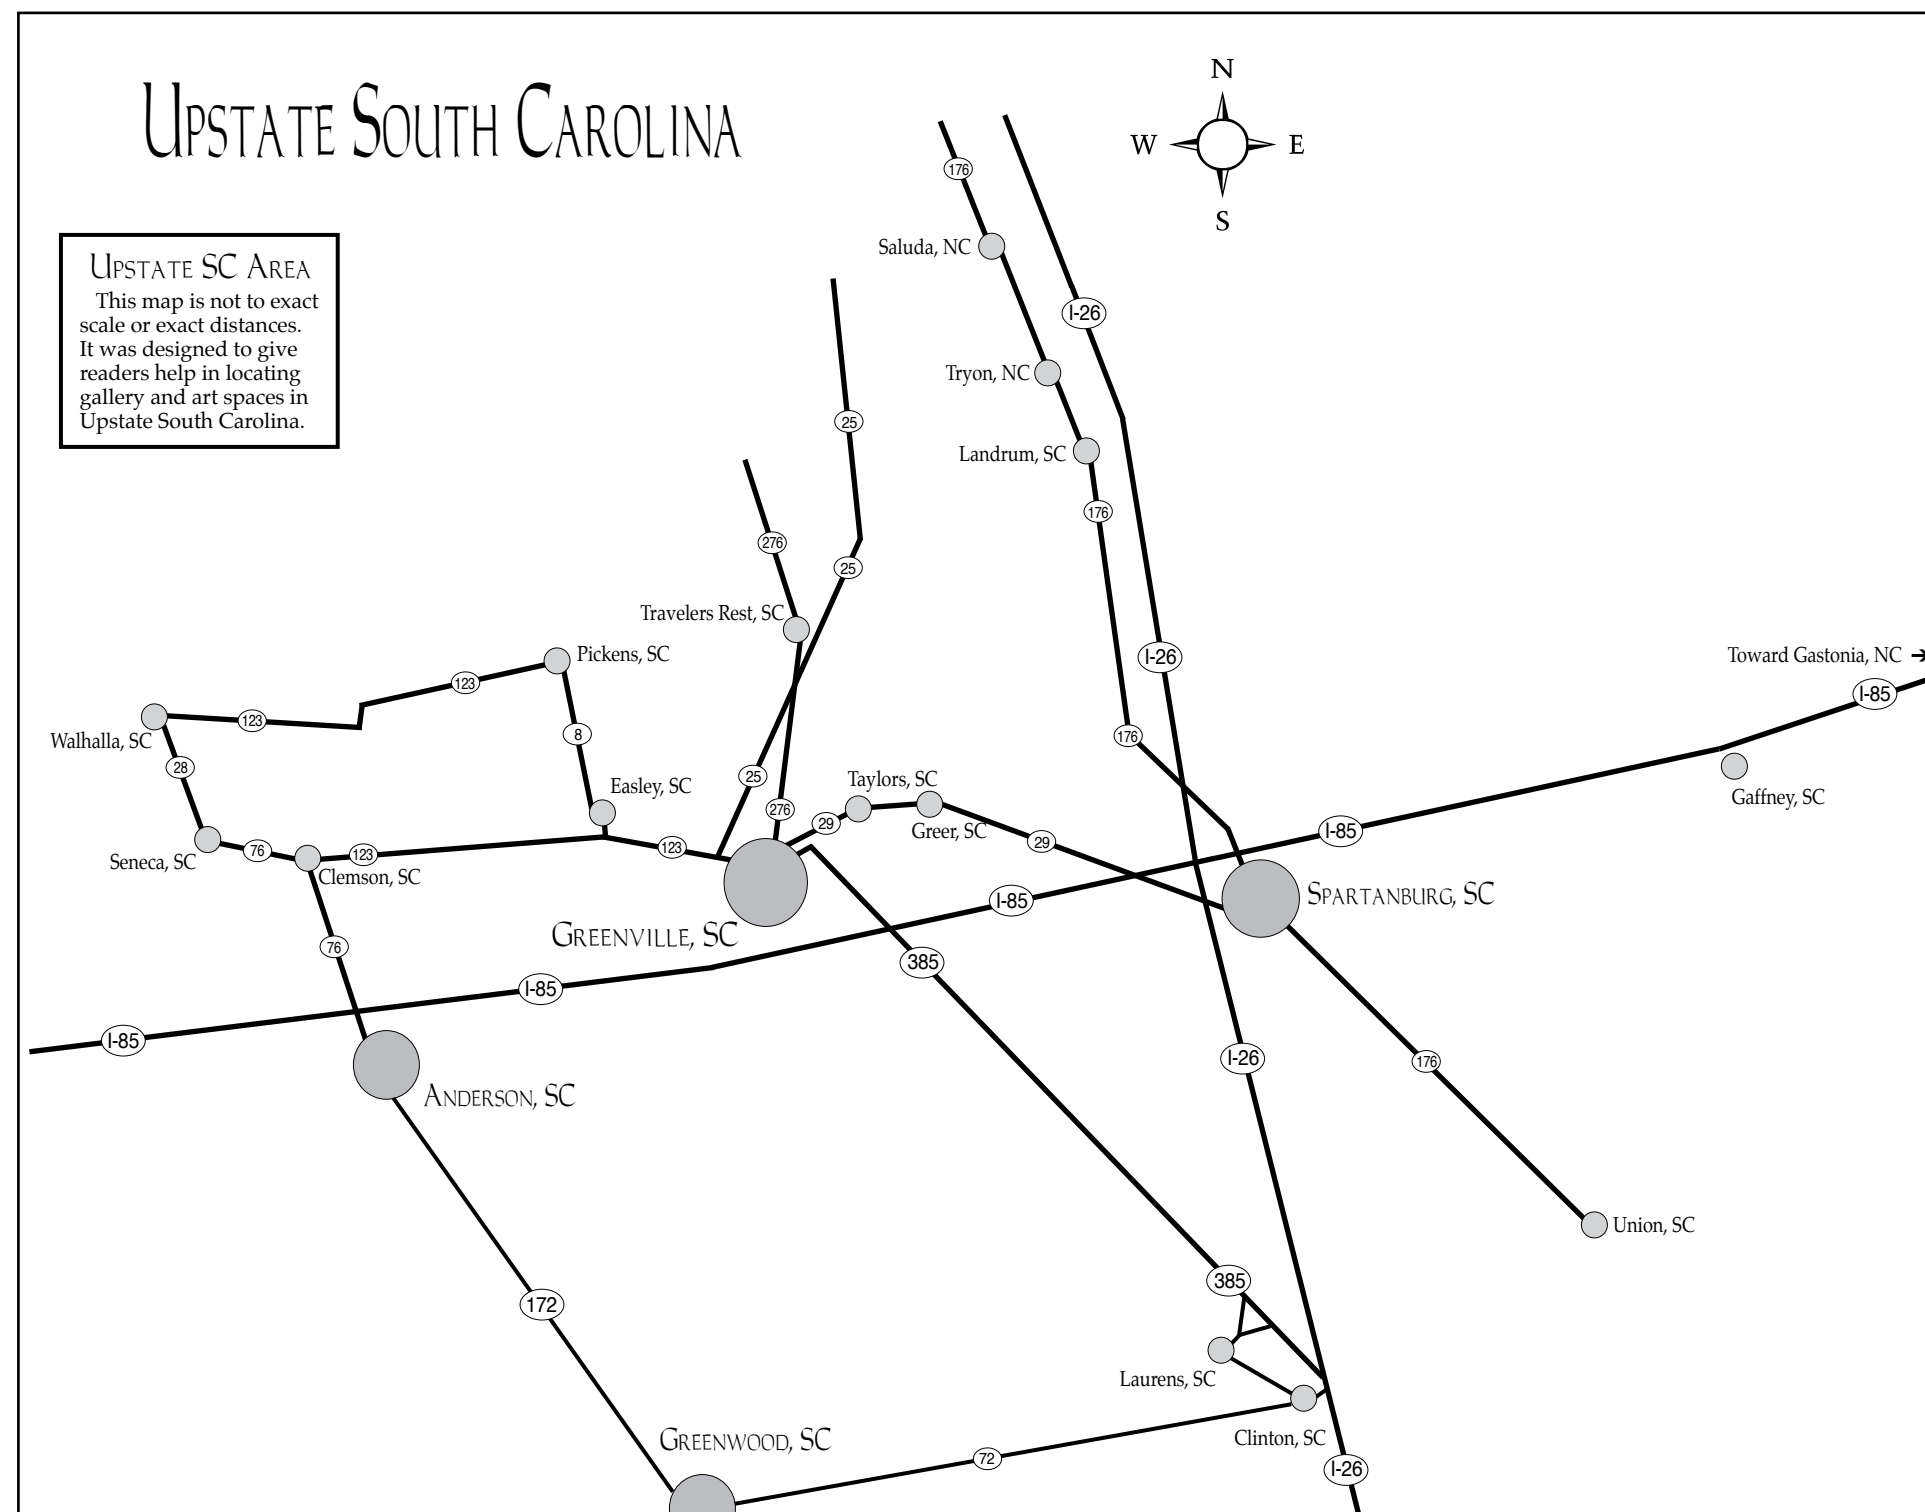 UPSTATE SOUTH CAROLINA
N
W
E
S
176
Saluda, NC
UPSTATE SC AREA
This map is not to exact
scale or exact distances.
It was designed to give
readers help in locating
gallery and art spaces in
Upstate South Carolina.
I-26
Tryon, NC
25
Landrum, SC
176
276
25
Travelers Rest, SC
Pickens, SC
I-26
Toward Gastonia, NC →
123
I-85
123
Walhalla, SC
8
176
28
25
Taylors, SC
Easley, SC
Gaffney, SC
276
29
Greer, SC
I-85
29
Seneca, SC
76
123
123
Clemson, SC
SPARTANBURG, SC
I-85
GREENVILLE, SC
76
385
I-85
I-85
I-26
176
ANDERSON, SC
Union, SC
385
172
Laurens, SC
GREENWOOD, SC
Clinton, SC
72
I-26